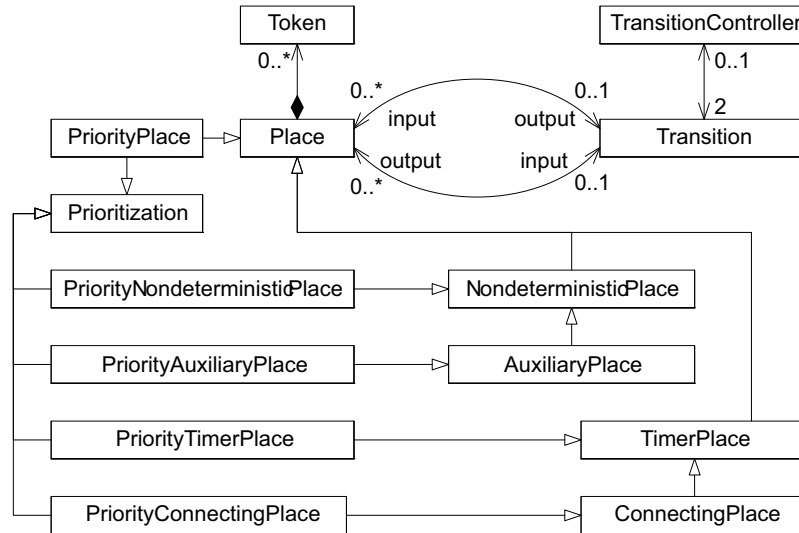 Token
TransitionController
0..*
0..1
0..*
0..1
2
PriorityPlace
Place
input
output
Transition
output
input
0..*
0..1
Prioritization
PriorityNondeterministicPlace
NondeterministicPlace
PriorityAuxiliaryPlace
AuxiliaryPlace
PriorityTimerPlace
TimerPlace
PriorityConnectingPlace
ConnectingPlace